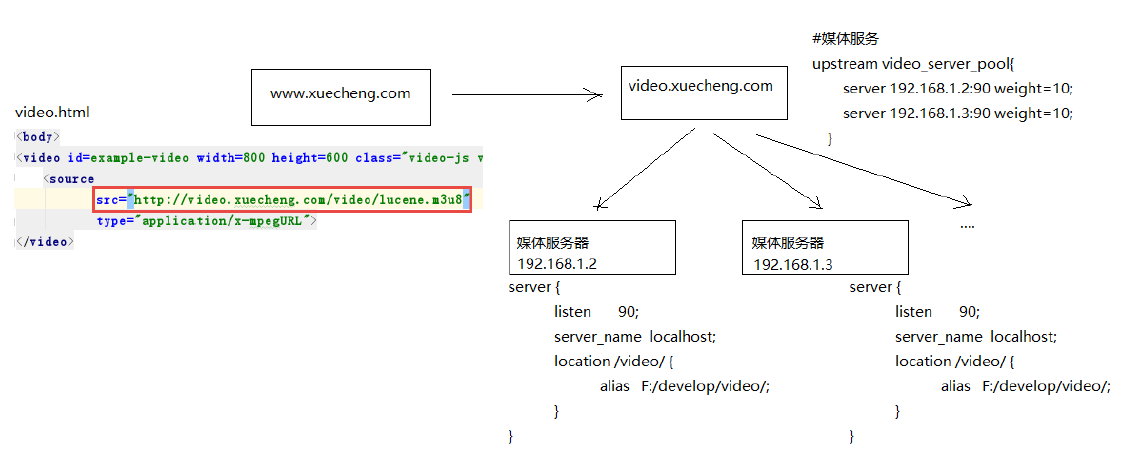 #媒体服务
upstream video_server_pool{
server 192.168.1.2:90 weight=10;
server 192.168.1.3:90 weight=10;
}
www.xuecheng.com
video.xuecheng.com
video.html
<body>
<video id=example-video width=800 height=600 class="video-js v
<source
src="http://video.xuecheng.com/video/lucene.m3u8"
type="application/x-mpegURL">
</video>
媒体服务器
192.168.1.2
server {
listen 90;
server_name localhost;
location /video/ {
alias F:/develop/video/;
}
}
媒体服务器
192.168.1.3
server {
listen 90;
server_name localhost;
location /video/ {
alias F:/develop/video/;
}
}
....